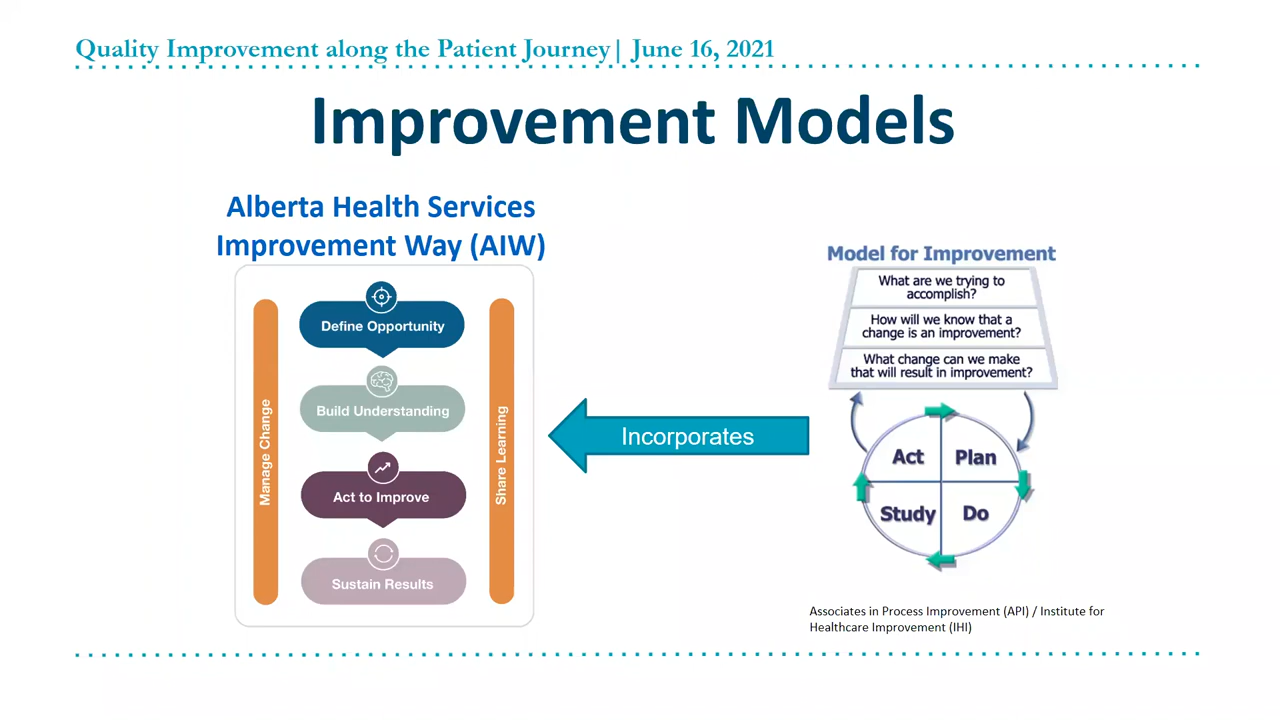 Quality Improvement along the Patient Journey| June 16, 2021
Improvement Models
Alberta Health Services
Improvement Way (AIW)
Manage Change
Define Opportunity
Build Understanding
Act to Improve
Sustain Results
Share Learning
Incorporates
Model for Improvement
What are we trying to
accomplish?
How will we know that a
change is an improvement?
What change can we make
that will result in improvement?
Act
Plan
Study
Do
Associates in Process Improvement (API) / Institute for
Healthcare Improvement (IHI)